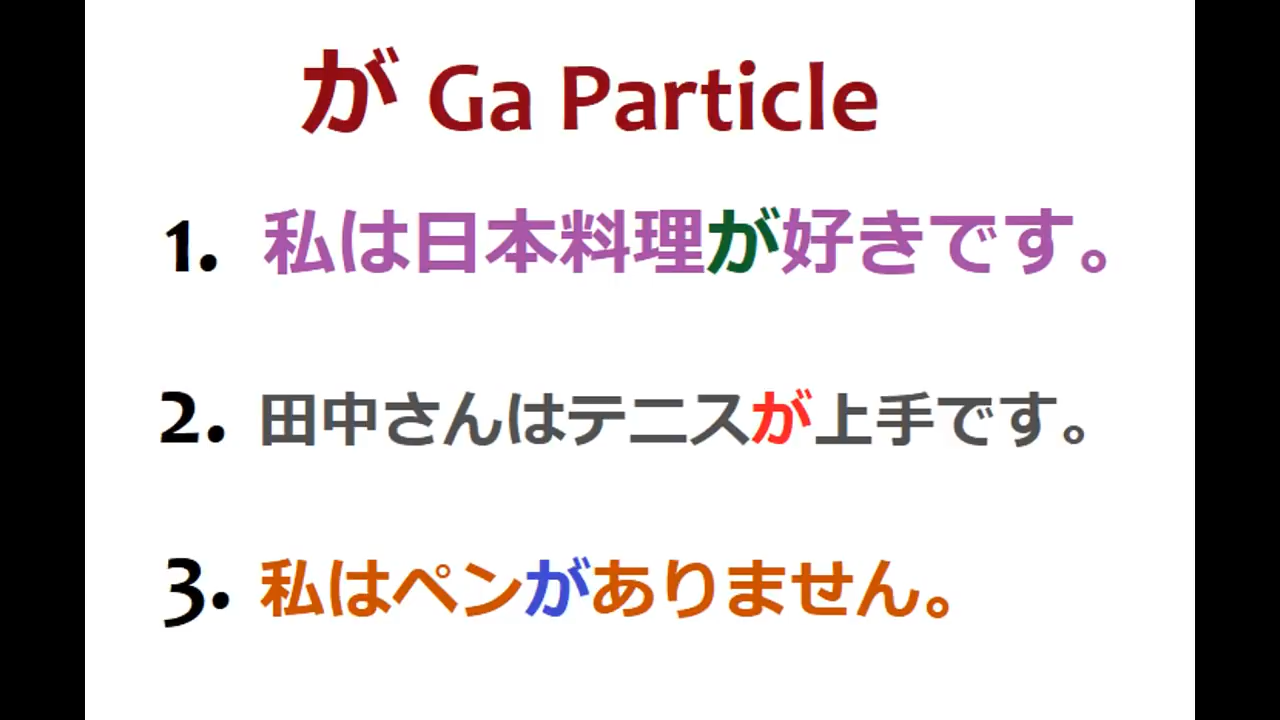 が Ga Particle
1. 私は日本料理が好きです。
2. 田中さんはテニスが上手です。
3. 私はペンがありません。